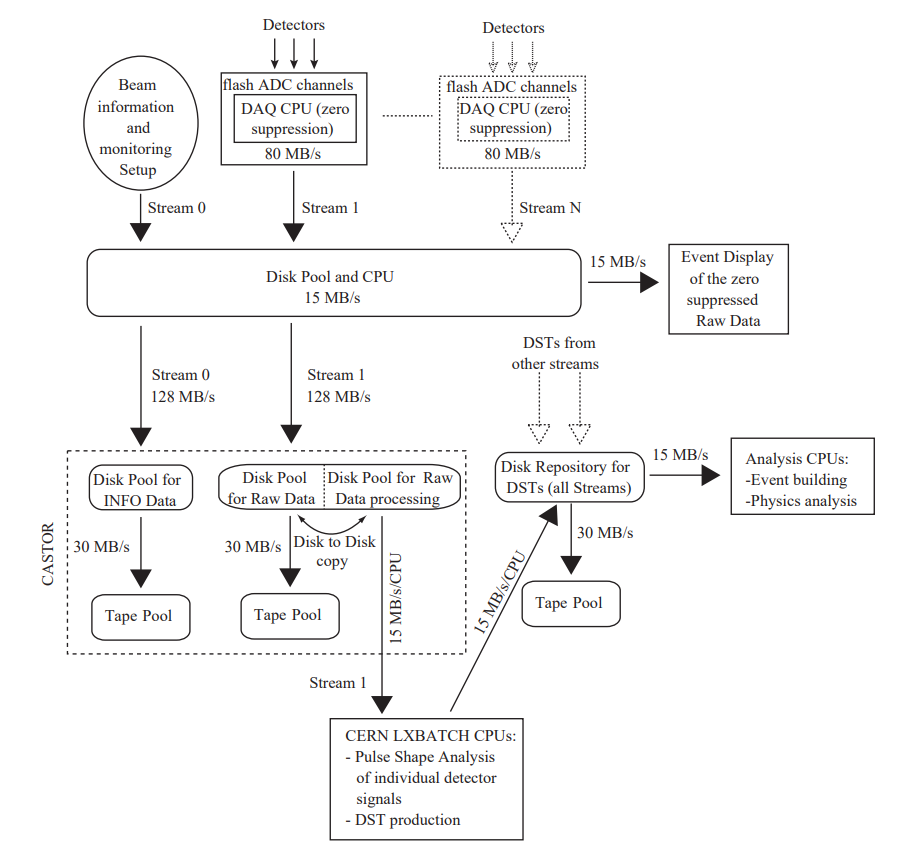 Detectors
Detectors
Beam
information
and
monitoring
Setup
flash ADC channels
DAQ CPU (zero
suppression)
80 MB/s
flash ADC channels
DAQ CPU (zero
suppression)
80 MB/s
Stream 0
Stream 1
Stream N
Disk Pool and CPU
15 MB/s
15 MB/s
Event Display
of the zero
suppressed
Raw Data
Stream 0
128 MB/s
Stream 1
128 MB/s
DSTs from
other streams
CASTOR
Disk Pool for
INFO Data
Disk Pool
for Raw Data
Disk Pool for Raw
Data processing
Disk Repository for
DSTs (all Streams)
15 MB/s
Analysis CPUs:
-Event building
-Physics analysis
30 MB/s
30 MB/s
Disk to Disk
copy
15 MB/s/CPU
15 MB/s/CPU
30 MB/s
Tape Pool
Tape Pool
Tape Pool
Stream 1
CERN LXBATCH CPUs:
- Pulse Shape Analysis
of individual detector
signals
- DST production